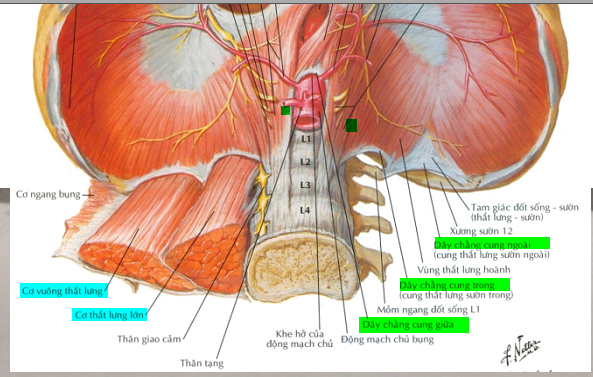 L1
L2
L3
L4
Cơ ngang bụng
Tam giác đốt sống - sườn
(thắt lưng - sườn)
Xương sườn 12
Dây chằng cung ngoài
(cung thắt lưng sườn ngoài)
Vùng thắt lưng hoành
Dây chằng cung trong
(cung thắt lưng sườn trong)
Cơ vuông thắt lưng
Mỏm ngang đốt sống L1
Cơ thắt lưng lớn
Dây chằng cung giữa
Thân giao cảm
Khe hở của
động mạch chủ
Động mạch chủ bụng
Thân tạng
F. Netter
M.D.